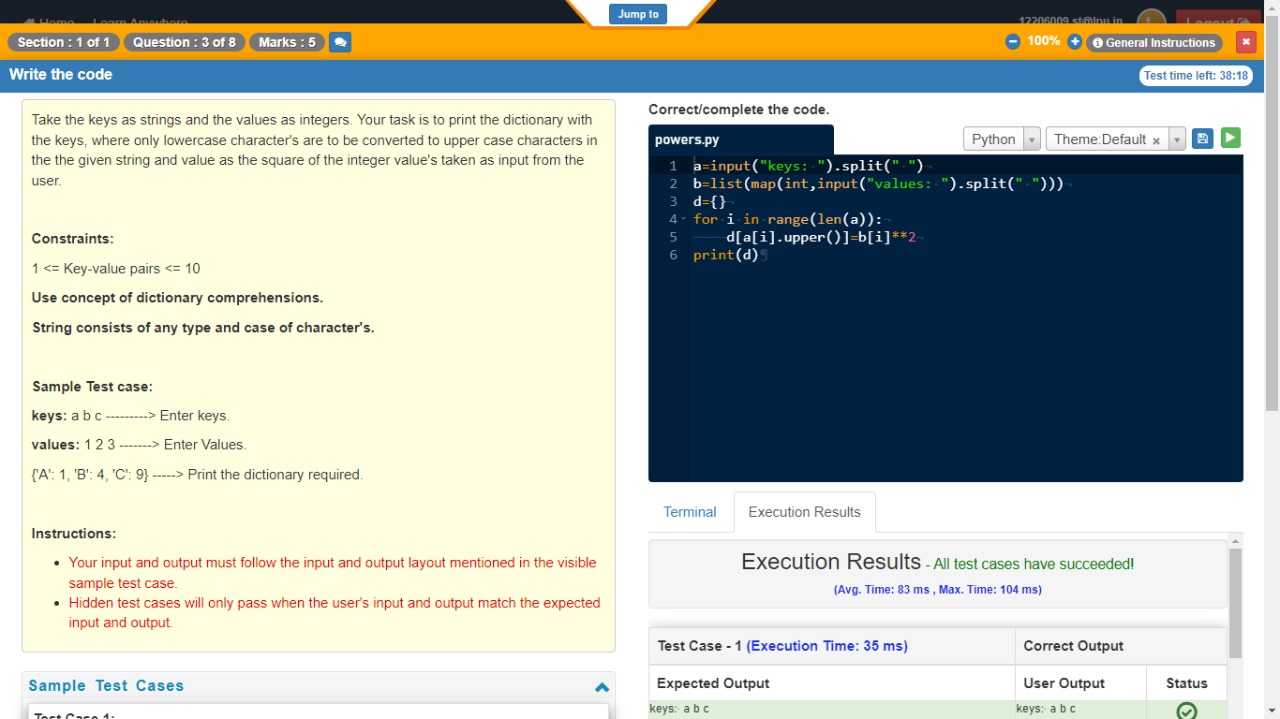 Jump to
Home Learn Anywhere
12206009.st@lpu.in
Logout
Section : 1 of 1 Question : 3 of 8 Marks : 5
100% General Instructions
Write the code
Test time left: 38:18
Take the keys as strings and the values as integers. Your task is to print the dictionary with
the keys, where only lowercase character's are to be converted to upper case characters in
the the given string and value as the square of the integer value's taken as input from the
user.
Constraints:
1 <= Key-value pairs <= 10
Use concept of dictionary comprehensions.
String consists of any type and case of character's.
Sample Test case:
keys: a b c ---------> Enter keys.
values: 1 2 3 -------> Enter Values.
{'A': 1, 'B': 4, 'C': 9} -----> Print the dictionary required.
Instructions:
• Your input and output must follow the input and output layout mentioned in the visible
sample test case.
• Hidden test cases will only pass when the user's input and output match the expected
input and output.
Sample Test Cases
Test Case 1:
Correct/complete the code.
powers.py
Python
Theme:Default ×
1 a=input("keys: ").split(" ")
2 b=list(map(int,input("values: ").split(" ")))
3 d={}
4 for i in range(len(a)):
5 d[a[i].upper()]=b[i]**2
6 print(d)
Terminal Execution Results
Execution Results - All test cases have succeeded!
(Avg. Time: 83 ms , Max. Time: 104 ms)
Test Case - 1 (Execution Time: 35 ms) Correct Output
Expected Output User Output Status
keys: a b c keys: a b c